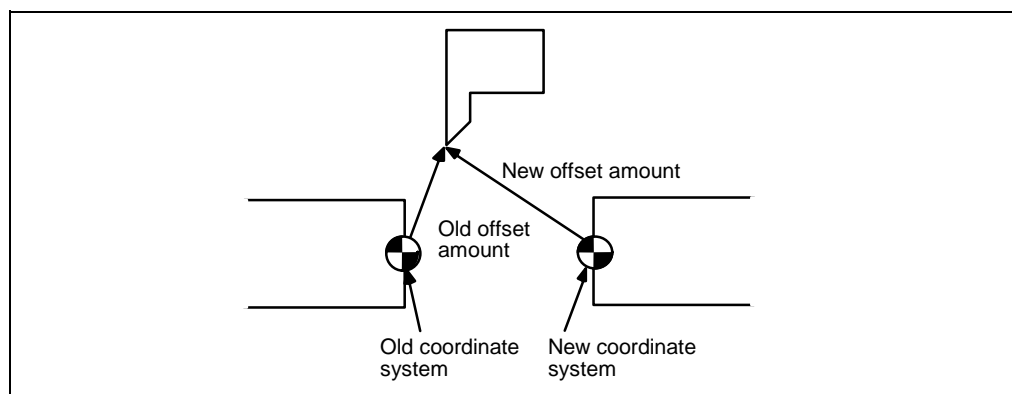 New offset amount
Old offset
amount
Old coordinate
system
New coordinate
system